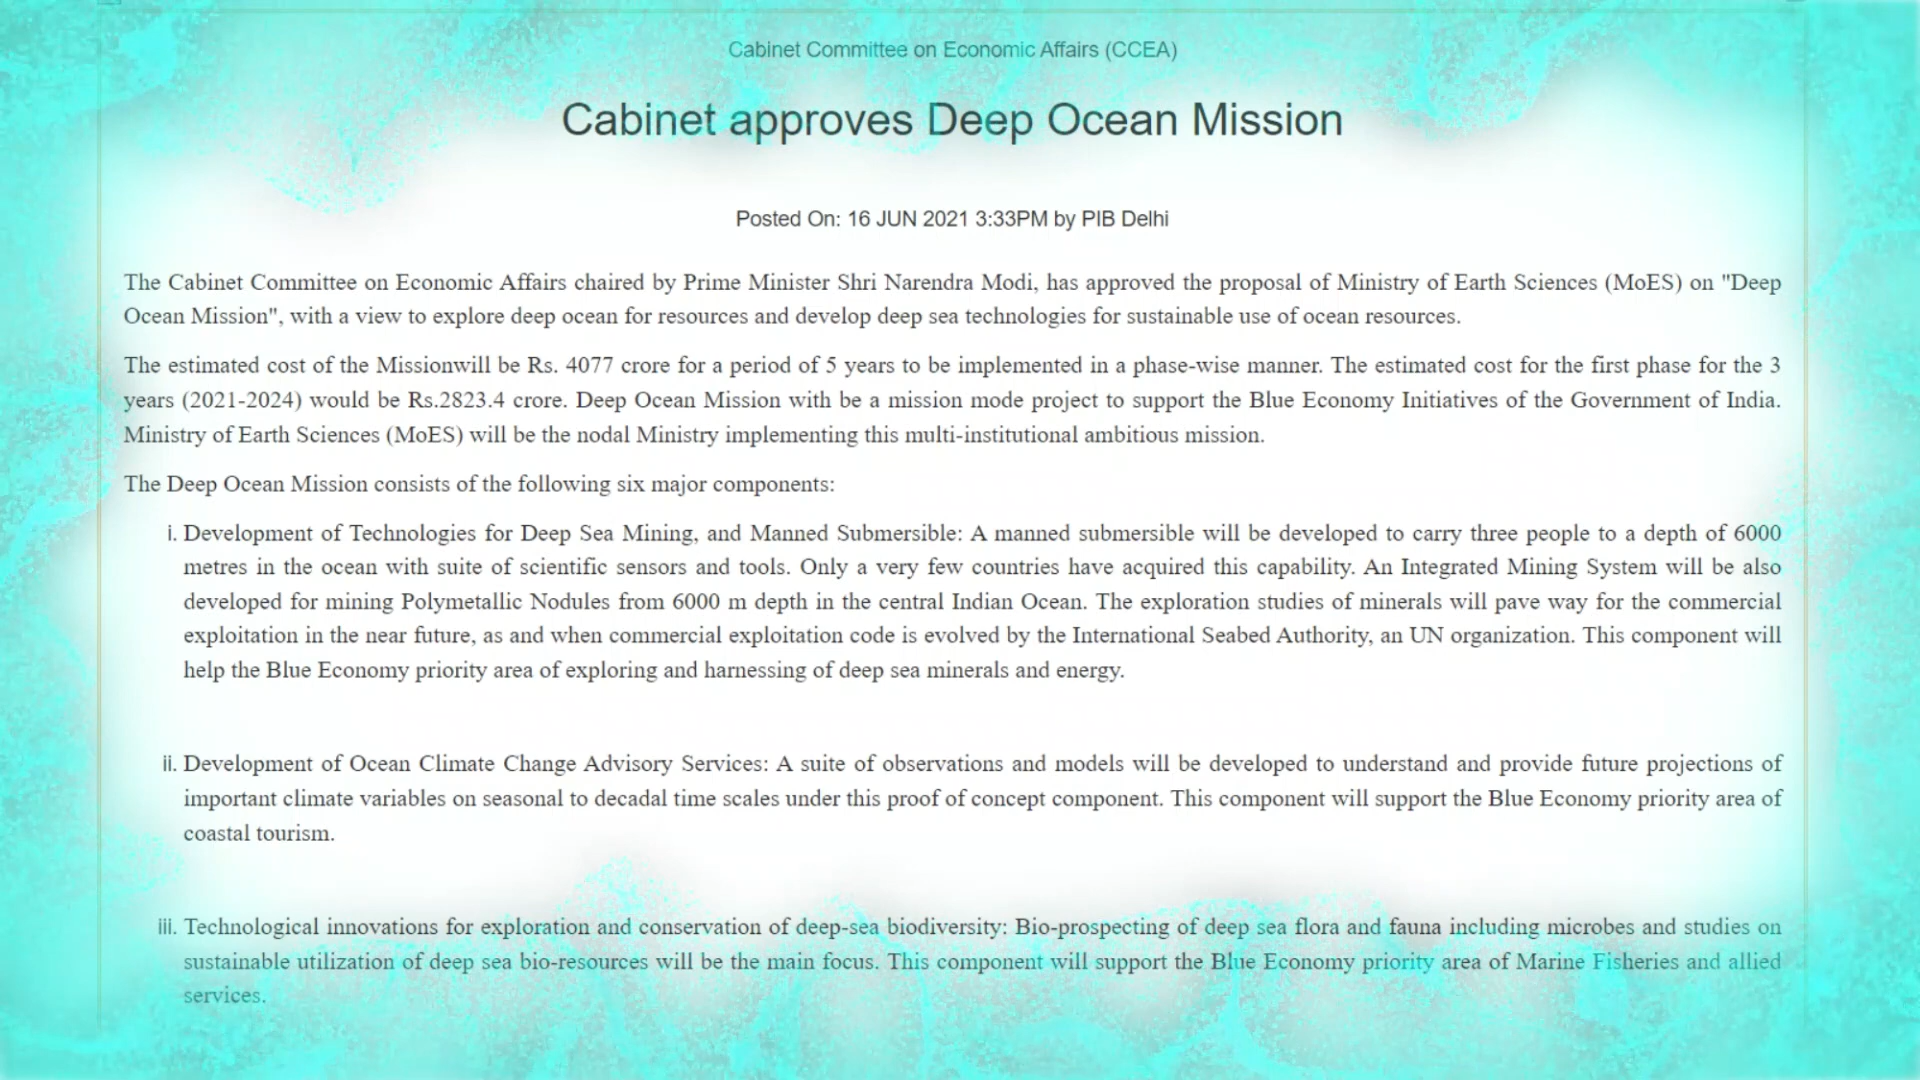 Cabinet Committee on Economic Affairs (CCEA)
Cabinet approves Deep Ocean Mission
Posted On: 16 JUN 2021 3:33PM by PIB Delhi
The Cabinet Committee on Economic Affairs chaired by Prime Minister Shri Narendra Modi, has approved the proposal of Ministry of Earth Sciences (MoES) on "Deep
Ocean Mission", with a view to explore deep ocean for resources and develop deep sea technologies for sustainable use of ocean resources.
The estimated cost of the Missionwill be Rs. 4077 crore for a period of 5 years to be implemented in a phase-wise manner. The estimated cost for the first phase for the 3
years (2021-2024) would be Rs.2823.4 crore. Deep Ocean Mission with be a mission mode project to support the Blue Economy Initiatives of the Government of India.
Ministry of Earth Sciences (MoES) will be the nodal Ministry implementing this multi-institutional ambitious mission.
The Deep Ocean Mission consists of the following six major components:
i. Development of Technologies for Deep Sea Mining, and Manned Submersible: A manned submersible will be developed to carry three people to a depth of 6000
metres in the ocean with suite of scientific sensors and tools. Only a very few countries have acquired this capability. An Integrated Mining System will be also
developed for mining Polymetallic Nodules from 6000 m depth in the central Indian Ocean. The exploration studies of minerals will pave way for the commercial
exploitation in the near future, as and when commercial exploitation code is evolved by the International Seabed Authority, an UN organization. This component will
help the Blue Economy priority area of exploring and harnessing of deep sea minerals and energy.
ii. Development of Ocean Climate Change Advisory Services: A suite of observations and models will be developed to understand and provide future projections of
important climate variables on seasonal to decadal time scales under this proof of concept component. This component will support the Blue Economy priority area of
coastal tourism.
iii. Technological innovations for exploration and conservation of deep-sea biodiversity: Bio-prospecting of deep sea flora and fauna including microbes and studies on
sustainable utilization of deep sea bio-resources will be the main focus. This component will support the Blue Economy priority area of Marine Fisheries and allied
services.